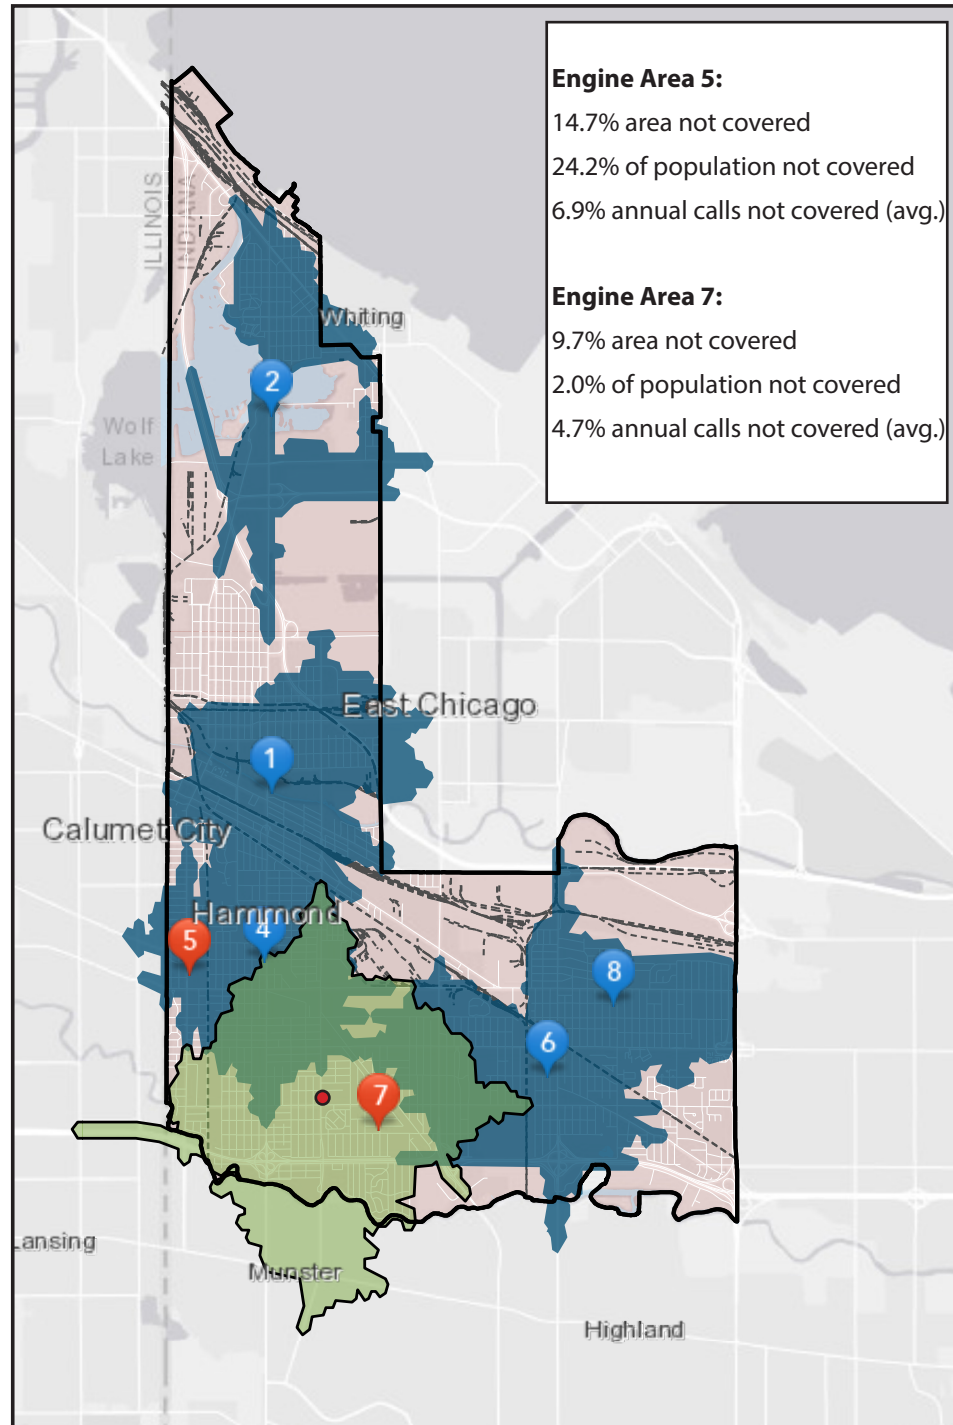 Engine Area 5:
14.7% area not covered
24.2% of population not covered
6.9% annual calls not covered (avg.)
Engine Area 7:
9.7% area not covered
2.0% of population not covered
4.7% annual calls not covered (avg.)
ILLINOIS
INDIANA
Whiting
2
Wolf
Lake
East Chicago
1
Calumet City
Hammond
5
4
8
6
7
Lansing
Munster
Highland